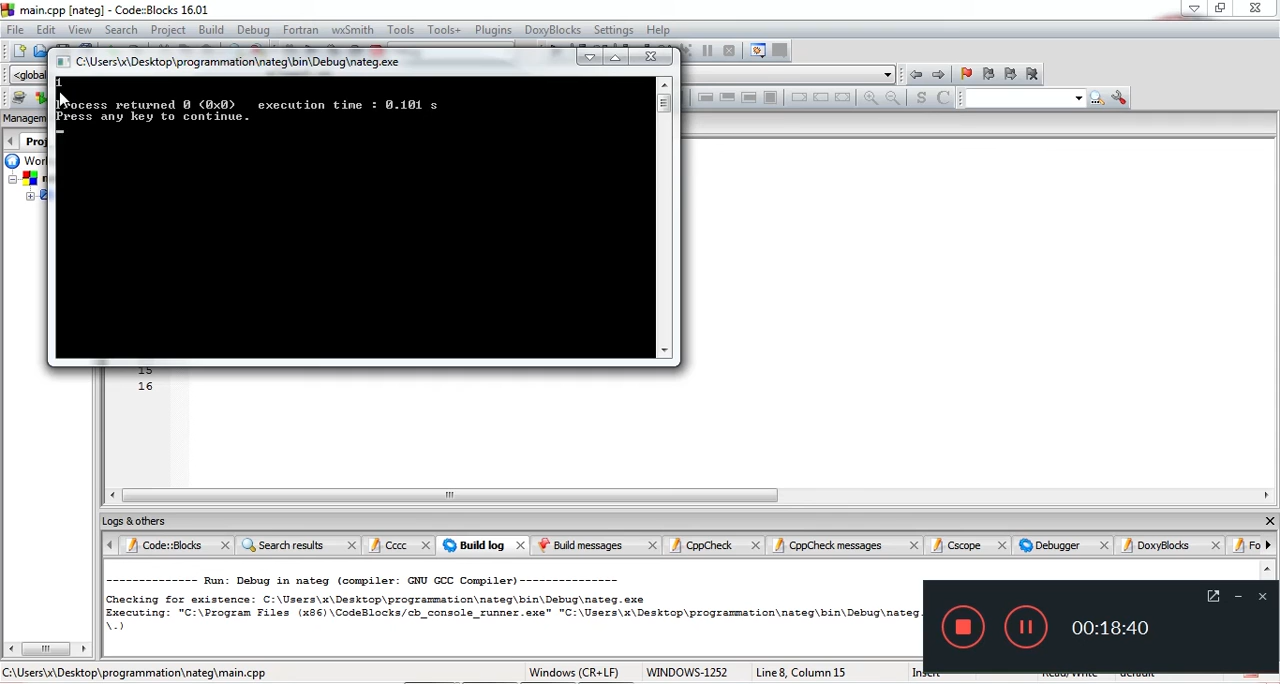 main.cpp [nateg] - Code::Blocks 16.01
File Edit View Search Project Build Debug Fortran wxSmith Tools Tools+ Plugins DoxyBlocks Settings Help
C:\Users\x\Desktop\programmation\nateg\bin\Debug\nateg.exe
<global
1
Process returned 0 (0x0)   execution time : 0.101 s
Press any key to continue.
S C
Managem
Proj
Wor
15
16
Logs & others
Code::Blocks Search results Cccc Build log Build messages CppCheck CppCheck messages Cscope Debugger DoxyBlocks Fo
-------------- Run: Debug in nateg (compiler: GNU GCC Compiler)---------------
Checking for existence: C:\Users\x\Desktop\programmation\nateg\bin\Debug\nateg.exe
Executing: "C:\Program Files (x86)\CodeBlocks/cb_console_runner.exe" "C:\Users\x\Desktop\programmation\nateg\bin\Debug\nateg.
\.)
00:18:40
C:\Users\x\Desktop\programmation\nateg\main.cpp Windows (CR+LF) WINDOWS-1252 Line 8, Column 15 Insert